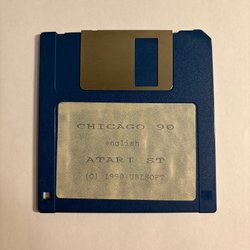 CHICAGO 90
english
ATARI ST
(C) 1990 UBISOFT